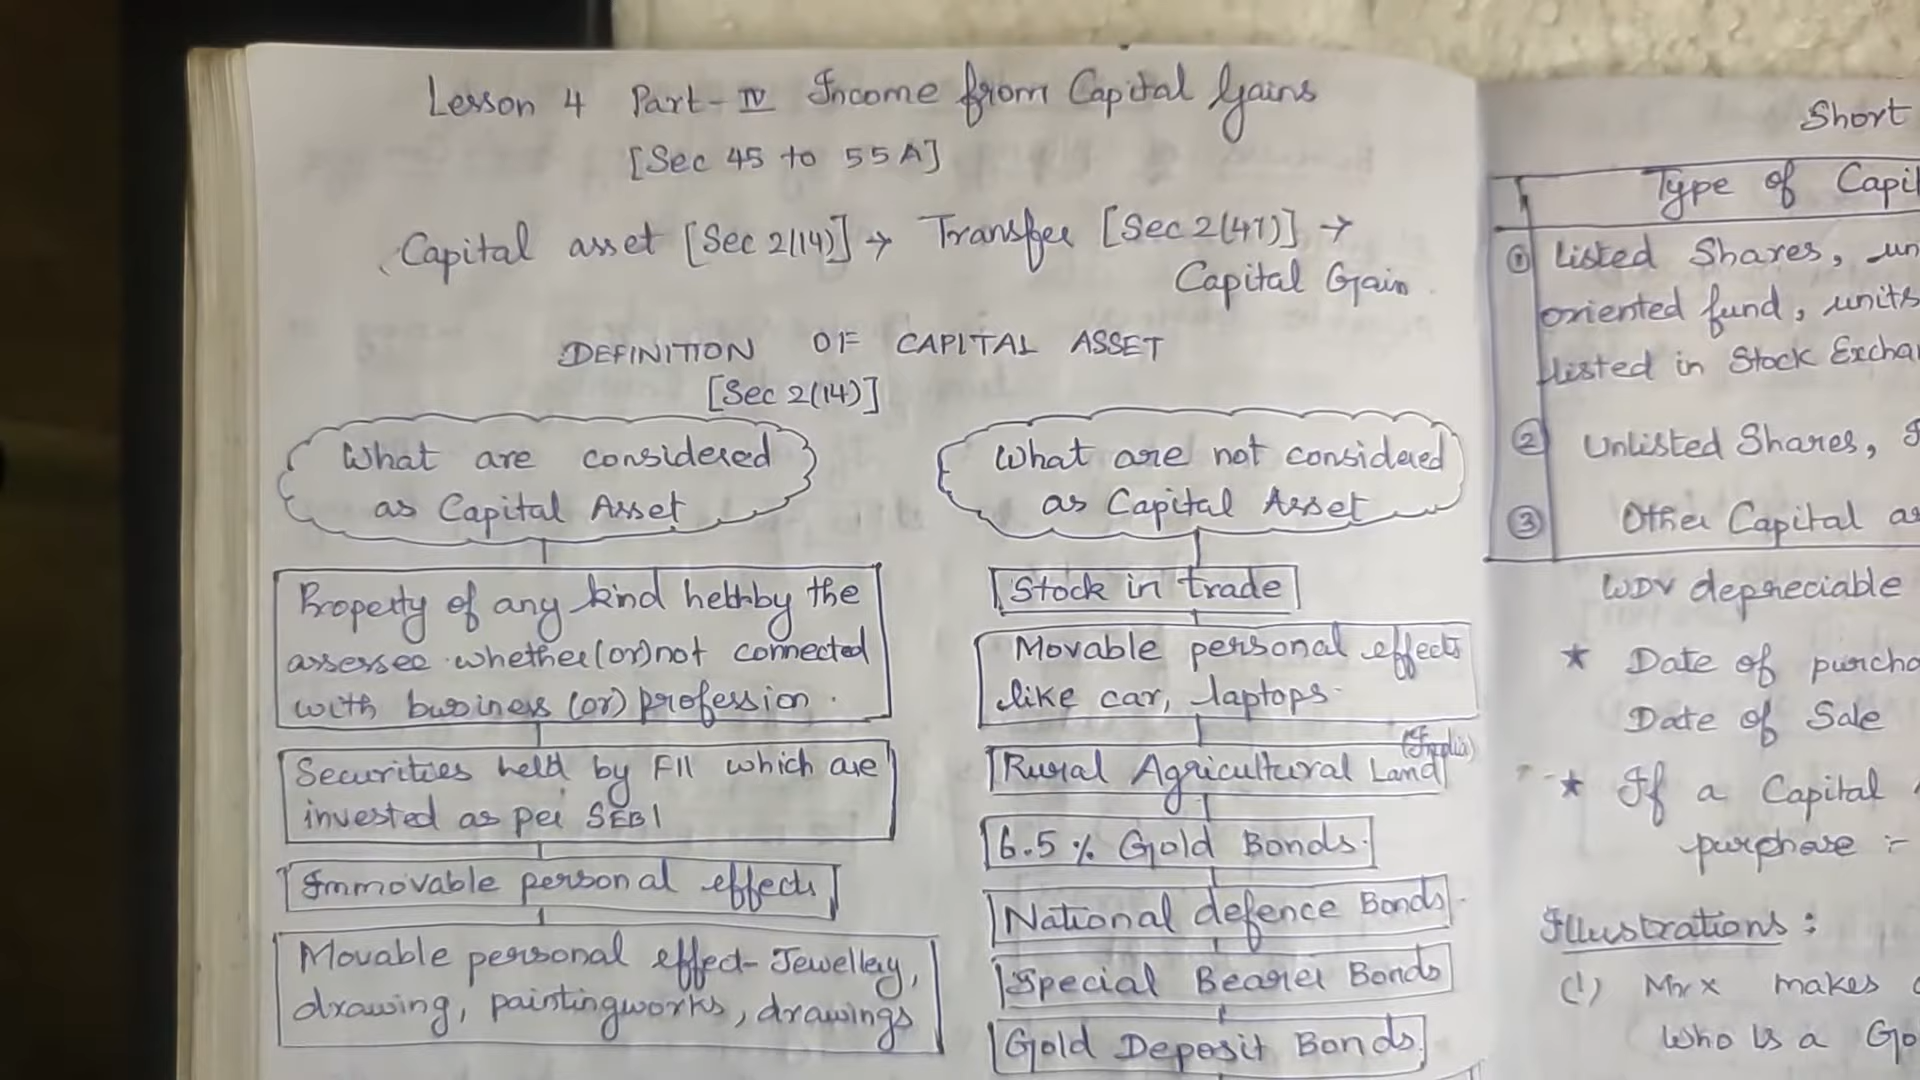 Lesson 4 Part-IV Income from Capital Gains
[Sec 45 to 55A]
Capital asset [Sec 2(14)] → Transfer [Sec 2(47)] →
Capital Gain.
DEFINITION OF CAPITAL ASSET
[Sec 2(14)]
What are considered
as Capital Asset
Property of any kind held by the
assessee whether (or) not connected
with business (or) profession.
Securities held by FII which are
invested as per SEBI
Immovable personal effects
Movable personal effect- Jewellery,
drawing, paintingworks, drawings
What are not considered
as Capital Asset
Stock in trade
Movable personal effects
like car, laptops.
(India)
Rural Agricultural Land
6.5% Gold Bonds.
National defence Bonds.
Special Bearer Bonds
Gold Deposit Bonds.
Short
Type of Capi
① Listed Shares, un
oriented fund, units
listed in Stock Excha
② Unlisted Shares,
③ Other Capital as
WDV depreciable
* Date of purcha
Date of Sale
* If a Capital
purphase :-
Illustrations :
(1) Mr X makes
who is a Go